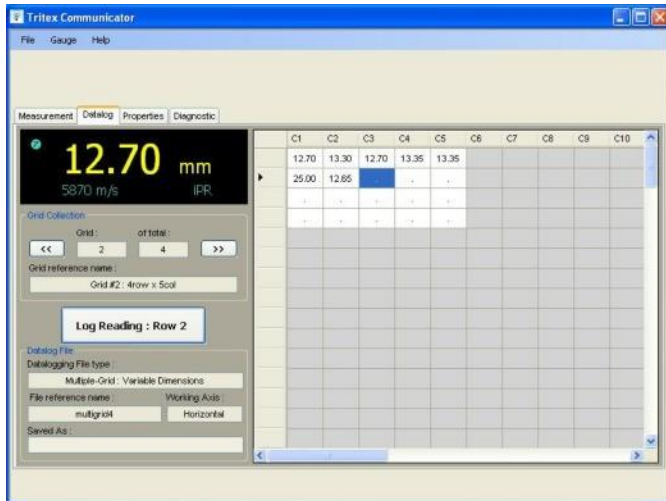 Tritex Communicator
File Gauge Help
Measurement Datalog Properties Diagnostic
12.70 mm
5870 m/s IPR
Grid Collection
Grid : of total :
<< 2 4 >>
Grid reference name :
Grid #2 : 4row x 5col
Log Reading : Row 2
Datalog File
Datalogging File type :
Multiple-Grid : Variable Dimensions
File reference name : Working Axis :
multigrid4 Horizontal
Saved As :
C1 C2 C3 C4 C5 C6 C7 C8 C9 C10
12.70 13.30 12.70 13.35 13.35
25.00 12.65 . . .
. . . . .
. . . . .